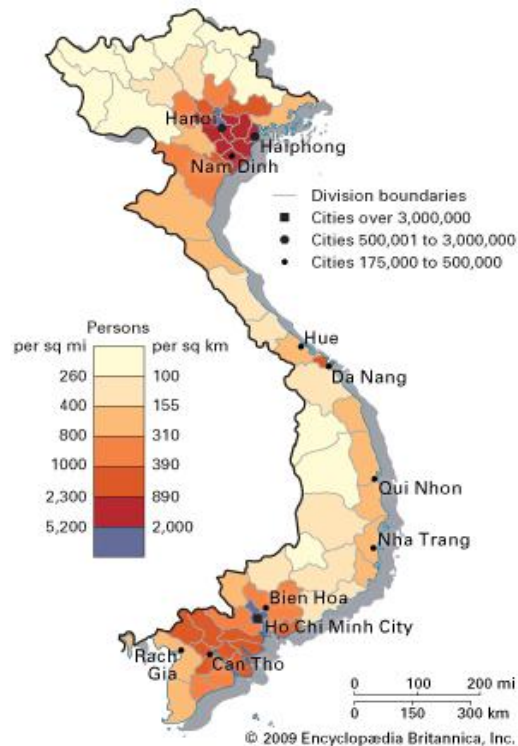 Hanoi
Haiphong
Nam Dinh
Division boundaries
Cities over 3,000,000
Cities 500,001 to 3,000,000
Cities 175,000 to 500,000
Persons
per sq mi per sq km
260 100
400 155
800 310
1000 390
2,300 890
5,200 2,000
Hue
Da Nang
Qui Nhon
Nha Trang
Bien Hoa
Ho Chi Minh City
Rach
Gia
Can Tho
0 100 200 mi
0 150 300 km
© 2009 Encyclopædia Britannica, Inc.